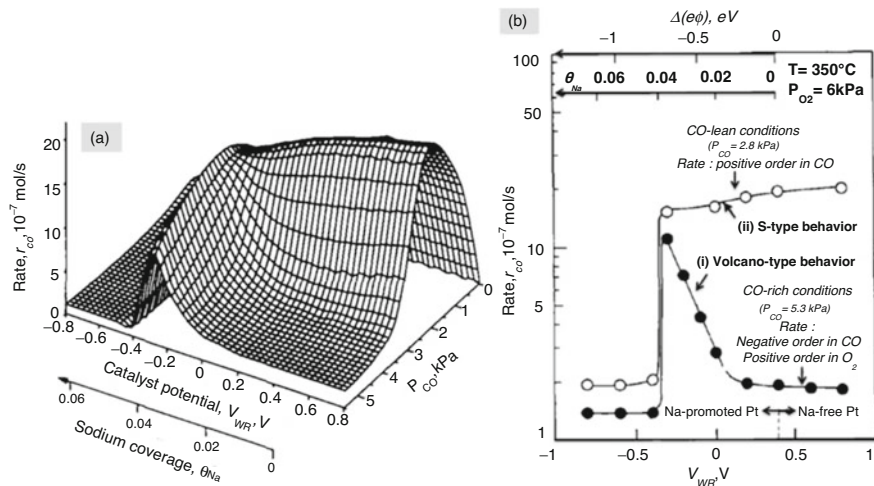 (a)
20
15
10
5
0
Rate, r_co, 10⁻⁷ mol/s
−0.8
−0.6
−0.4
−0.2
0
0.2
0.4
0.6
0.8
Catalyst potential, V_WR, V
0
1
2
3
4
5
P_CO, kPa
0.06
0.04
0.02
0
Sodium coverage, θ_Na
(b)
Δ(eϕ), eV
−1 −0.5 0
θ_Na 0.06 0.04 0.02 0
T= 350°C
P_O2 = 6kPa
100
50
10
5
1
Rate, r_co, 10⁻⁷ mol/s
CO-lean conditions
(P_CO = 2.8 kPa)
Rate : positive order in CO
(ii) S-type behavior
(i) Volcano-type behavior
CO-rich conditions
(P_CO = 5.3 kPa)
Rate :
Negative order in CO
Positive order in O₂
Na-promoted Pt Na-free Pt
−1 −0.5 0 0.5 1
V_WR, V